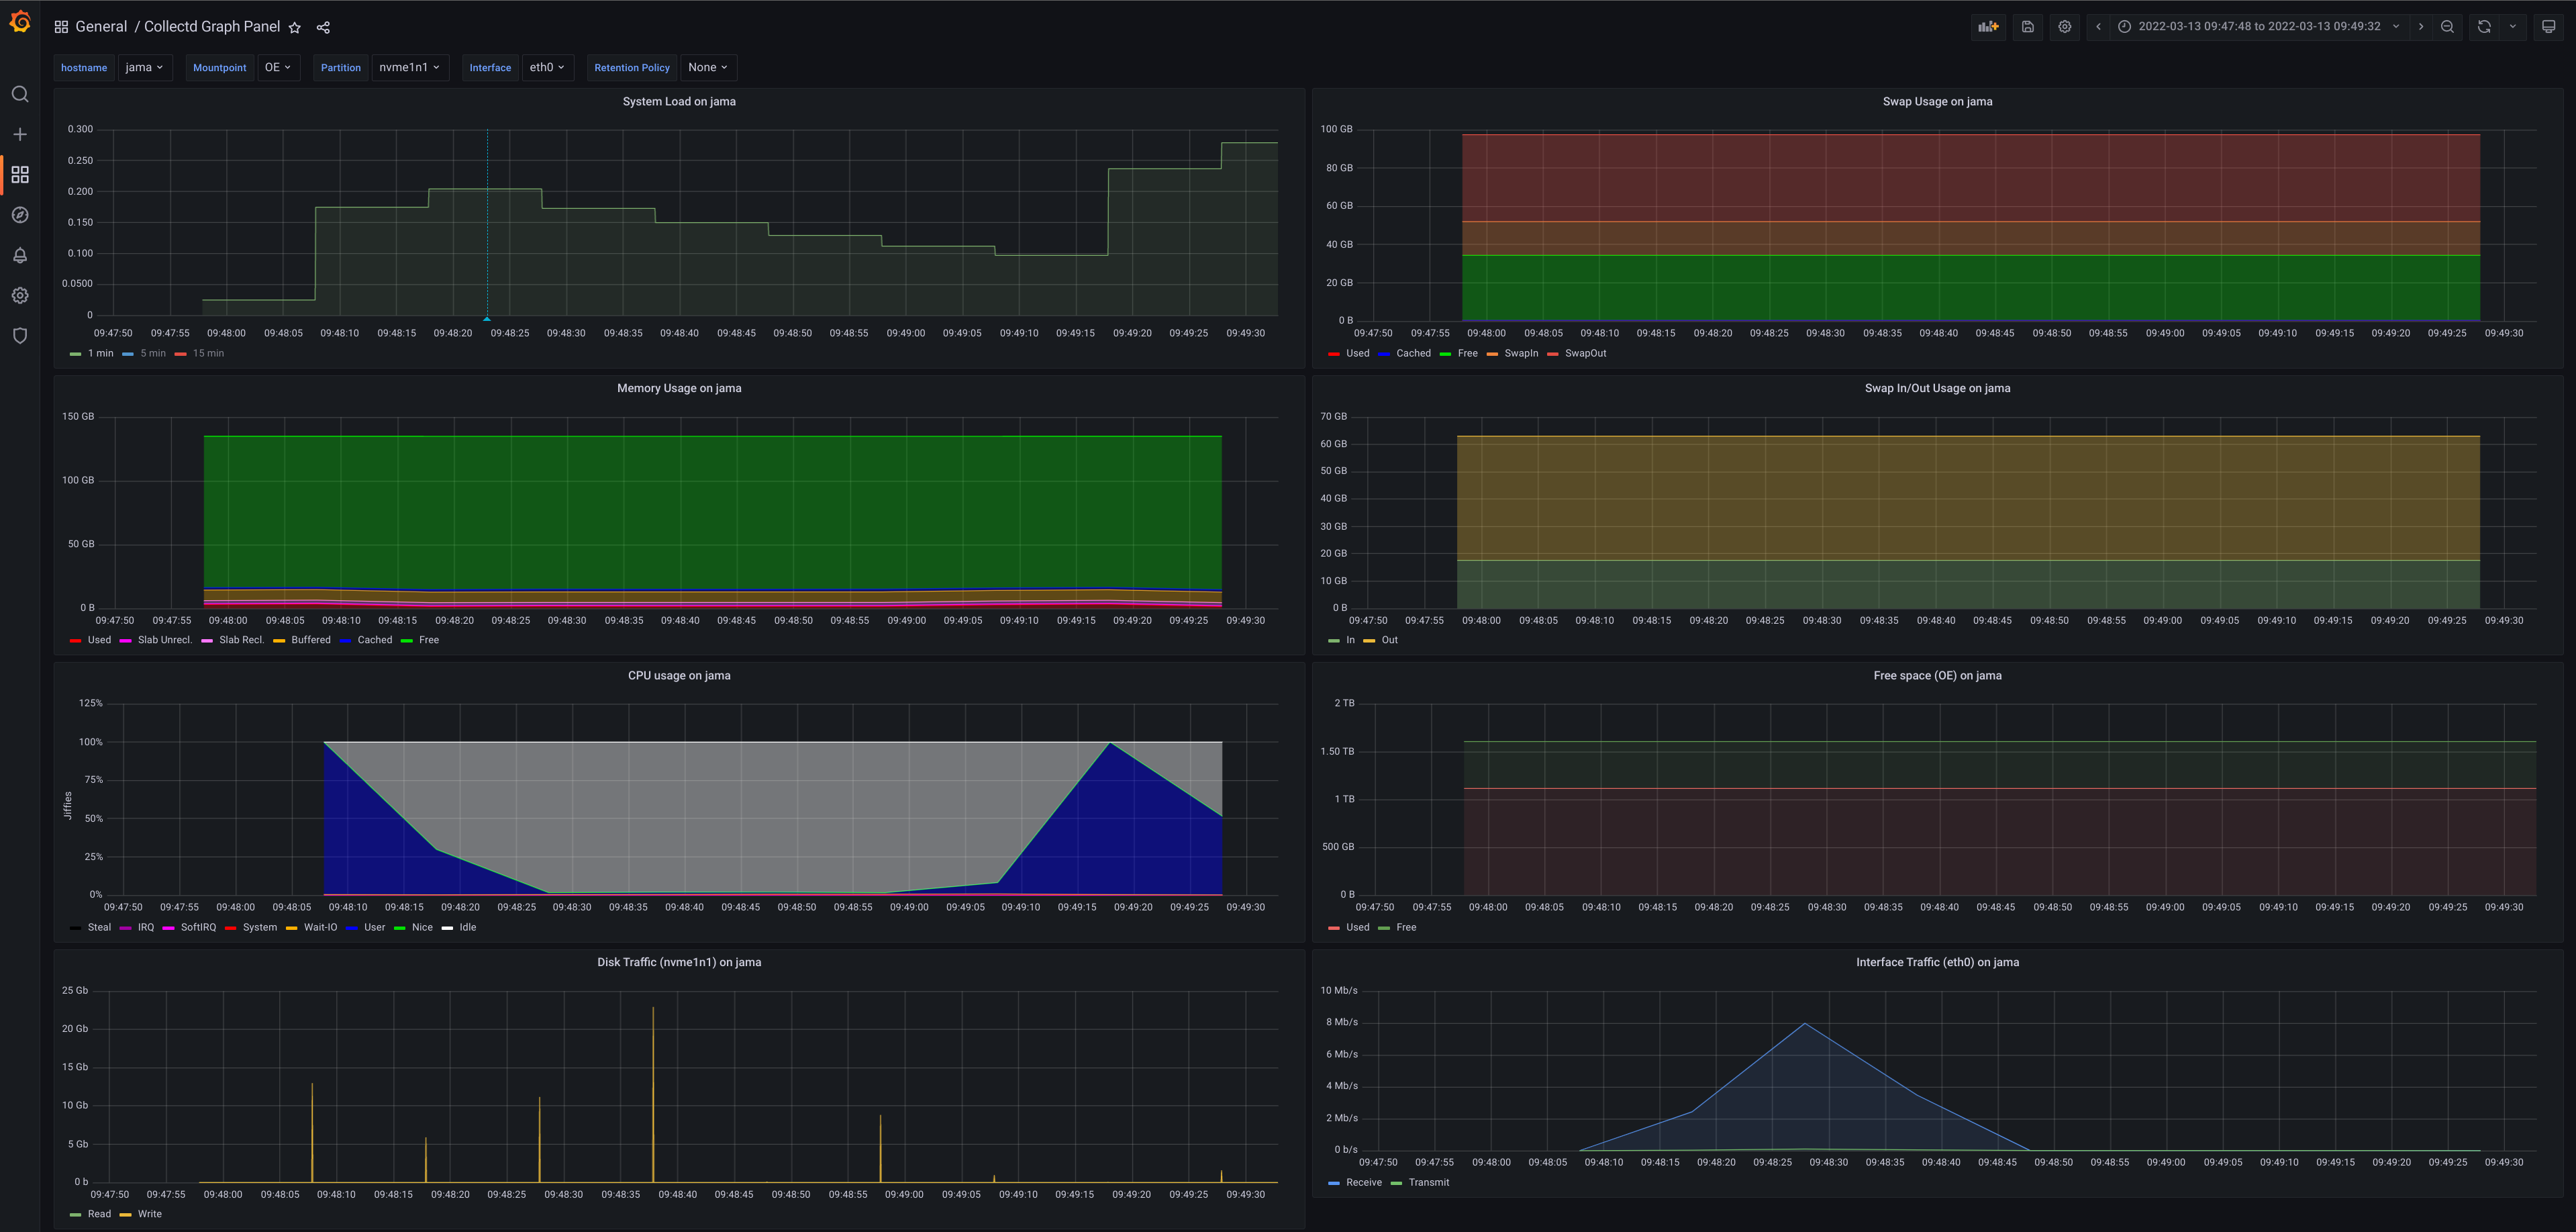 General / Collectd Graph Panel
2022-03-13 09:47:48 to 2022-03-13 09:49:32
hostname jama Mountpoint OE Partition nvme1n1 Interface eth0 Retention Policy None
System Load on jama
0.300
0.250
0.200
0.150
0.100
0.0500
0
09:47:50 09:47:55 09:48:00 09:48:05 09:48:10 09:48:15 09:48:20 09:48:25 09:48:30 09:48:35 09:48:40 09:48:45 09:48:50 09:48:55 09:49:00 09:49:05 09:49:10 09:49:15 09:49:20 09:49:25 09:49:30
1 min 5 min 15 min
Swap Usage on jama
100 GB
80 GB
60 GB
40 GB
20 GB
0 B
09:47:50 09:47:55 09:48:00 09:48:05 09:48:10 09:48:15 09:48:20 09:48:25 09:48:30 09:48:35 09:48:40 09:48:45 09:48:50 09:48:55 09:49:00 09:49:05 09:49:10 09:49:15 09:49:20 09:49:25 09:49:30
Used Cached Free SwapIn SwapOut
Memory Usage on jama
150 GB
100 GB
50 GB
0 B
09:47:50 09:47:55 09:48:00 09:48:05 09:48:10 09:48:15 09:48:20 09:48:25 09:48:30 09:48:35 09:48:40 09:48:45 09:48:50 09:48:55 09:49:00 09:49:05 09:49:10 09:49:15 09:49:20 09:49:25 09:49:30
Used Slab Unrecl. Slab Recl. Buffered Cached Free
Swap In/Out Usage on jama
70 GB
60 GB
50 GB
40 GB
30 GB
20 GB
10 GB
0 B
09:47:50 09:47:55 09:48:00 09:48:05 09:48:10 09:48:15 09:48:20 09:48:25 09:48:30 09:48:35 09:48:40 09:48:45 09:48:50 09:48:55 09:49:00 09:49:05 09:49:10 09:49:15 09:49:20 09:49:25 09:49:30
In Out
CPU usage on jama
Jiffies
125%
100%
75%
50%
25%
0%
09:47:50 09:47:55 09:48:00 09:48:05 09:48:10 09:48:15 09:48:20 09:48:25 09:48:30 09:48:35 09:48:40 09:48:45 09:48:50 09:48:55 09:49:00 09:49:05 09:49:10 09:49:15 09:49:20 09:49:25 09:49:30
Steal IRQ SoftIRQ System Wait-IO User Nice Idle
Free space (OE) on jama
2 TB
1.50 TB
1 TB
500 GB
0 B
09:47:50 09:47:55 09:48:00 09:48:05 09:48:10 09:48:15 09:48:20 09:48:25 09:48:30 09:48:35 09:48:40 09:48:45 09:48:50 09:48:55 09:49:00 09:49:05 09:49:10 09:49:15 09:49:20 09:49:25 09:49:30
Used Free
Disk Traffic (nvme1n1) on jama
25 Gb
20 Gb
15 Gb
10 Gb
5 Gb
0 b
09:47:50 09:47:55 09:48:00 09:48:05 09:48:10 09:48:15 09:48:20 09:48:25 09:48:30 09:48:35 09:48:40 09:48:45 09:48:50 09:48:55 09:49:00 09:49:05 09:49:10 09:49:15 09:49:20 09:49:25 09:49:30
Read Write
Interface Traffic (eth0) on jama
10 Mb/s
8 Mb/s
6 Mb/s
4 Mb/s
2 Mb/s
0 b/s
09:47:50 09:47:55 09:48:00 09:48:05 09:48:10 09:48:15 09:48:20 09:48:25 09:48:30 09:48:35 09:48:40 09:48:45 09:48:50 09:48:55 09:49:00 09:49:05 09:49:10 09:49:15 09:49:20 09:49:25 09:49:30
Receive Transmit